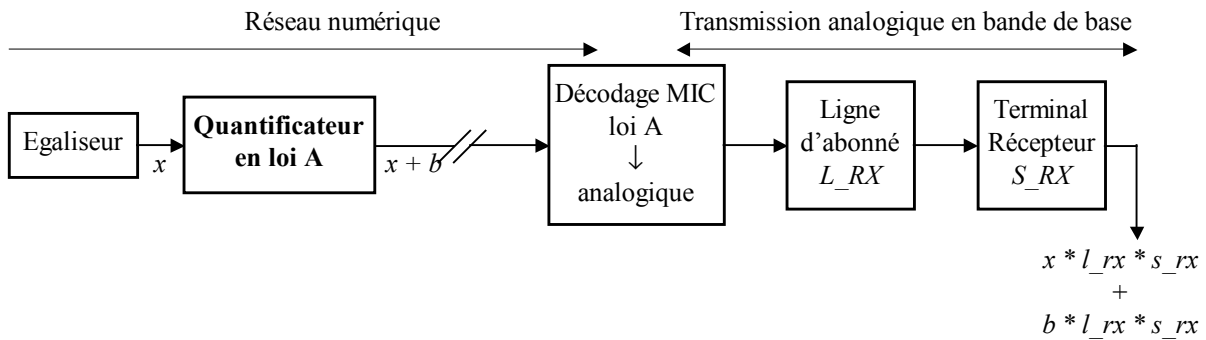 Réseau numérique
Transmission analogique en bande de base
Egaliseur
x
Quantificateur
en loi A
x + b
Décodage MIC
loi A
↓
analogique
Ligne
d'abonné
L_RX
Terminal
Récepteur
S_RX
x * l_rx * s_rx
+
b * l_rx * s_rx